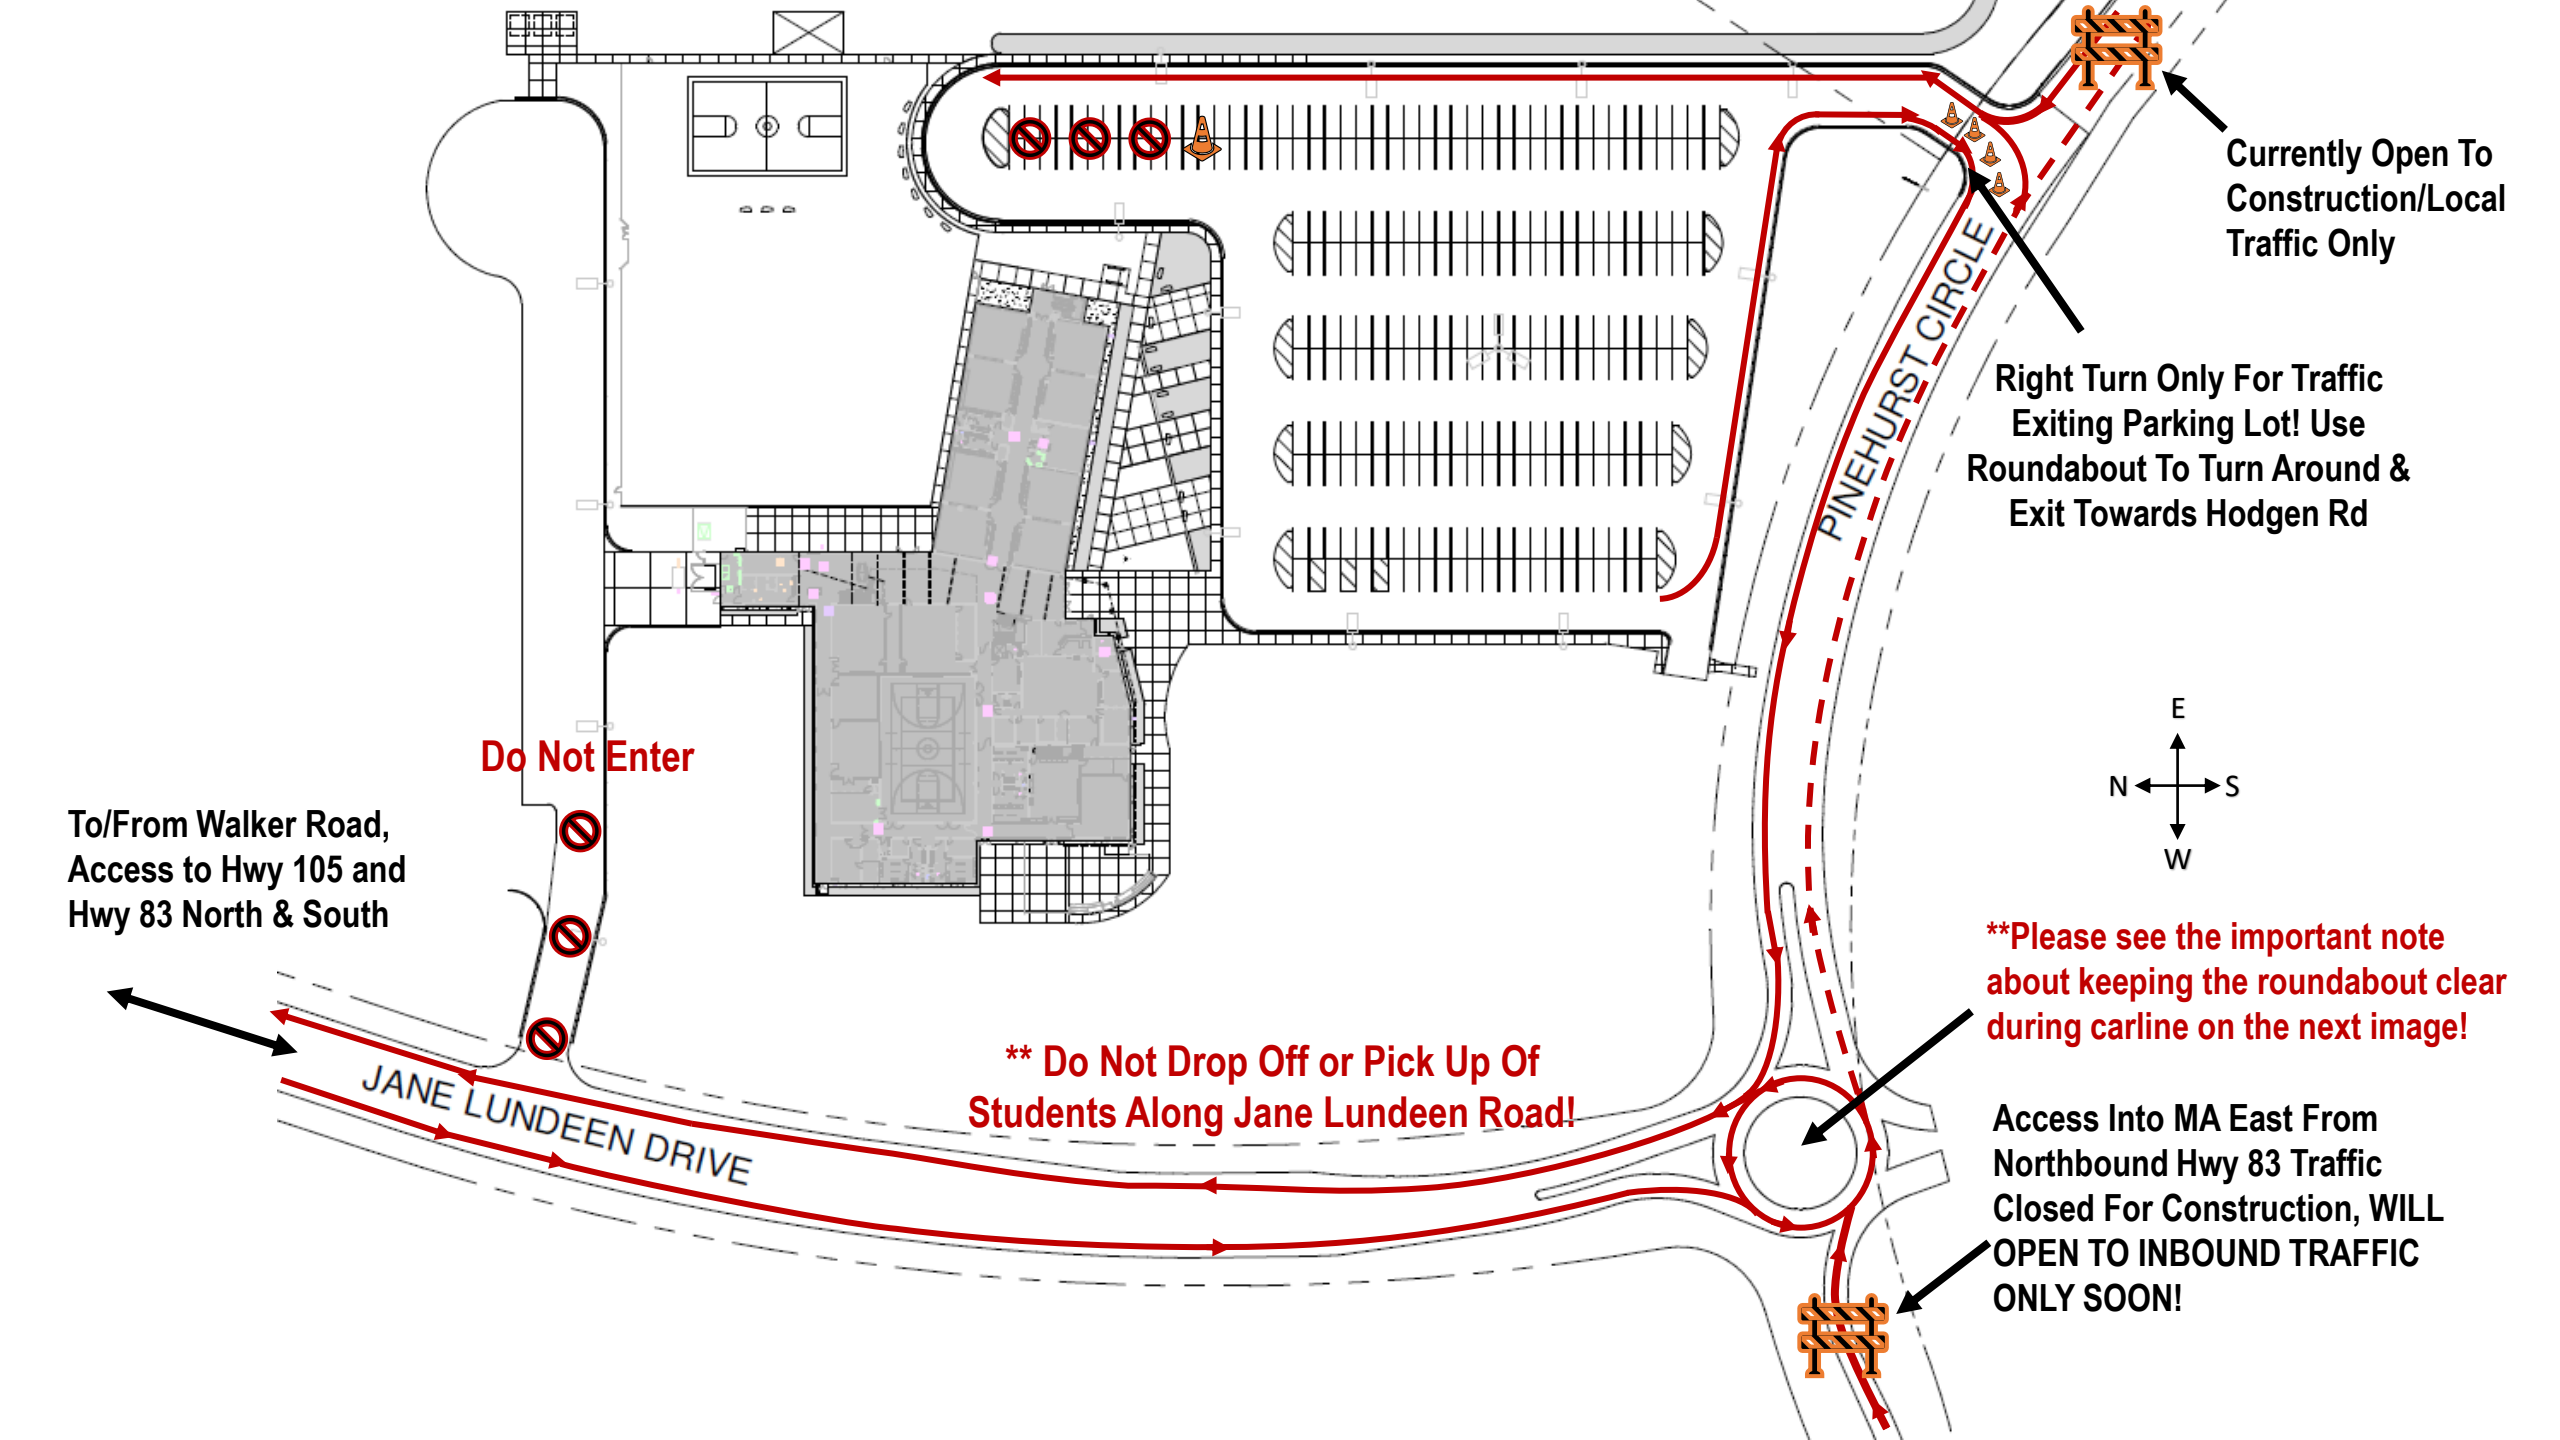 Currently Open To
Construction/Local
Traffic Only
PINEHURST CIRCLE
Right Turn Only For Traffic
Exiting Parking Lot! Use
Roundabout To Turn Around &
Exit Towards Hodgen Rd
E
N
S
W
Do Not Enter
To/From Walker Road,
Access to Hwy 105 and
Hwy 83 North & South
**Please see the important note
about keeping the roundabout clear
during carline on the next image!
** Do Not Drop Off or Pick Up Of
Students Along Jane Lundeen Road!
JANE LUNDEEN DRIVE
Access Into MA East From
Northbound Hwy 83 Traffic
Closed For Construction, WILL
OPEN TO INBOUND TRAFFIC
ONLY SOON!